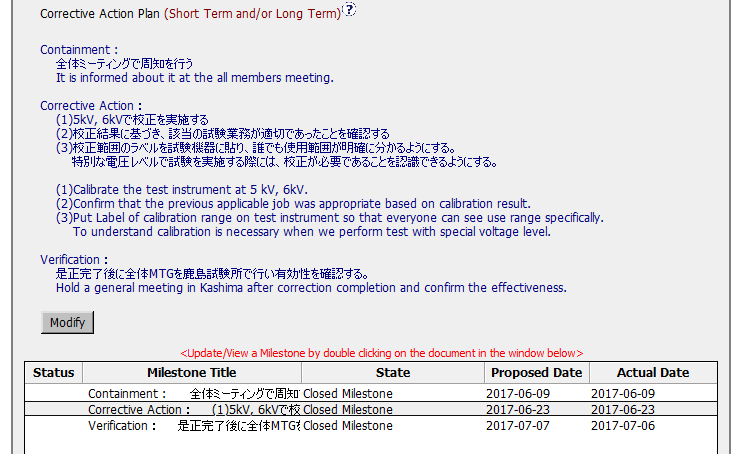 Corrective Action Plan (Short Term and/or Long Term)?
Containment :
全体ミーティングで周知を行う
It is informed about it at the all members meeting.
Corrective Action :
(1)5kV, 6kVで校正を実施する
(2)校正結果に基づき、該当の試験業務が適切であったことを確認する
(3)校正範囲のラベルを試験機器に貼り、誰でも使用範囲が明確に分かるようにする。
特別な電圧レベルで試験を実施する際には、校正が必要であることを認識できるようにする。
(1)Calibrate the test instrument at 5 kV, 6kV.
(2)Confirm that the previous applicable job was appropriate based on calibration result.
(3)Put Label of calibration range on test instrument so that everyone can see use range specifically.
To understand calibration is necessary when we perform test with special voltage level.
Verification :
是正完了後に全体MTGを鹿島試験所で行い有効性を確認する。
Hold a general meeting in Kashima after correction completion and confirm the effectiveness.
Modify
<Update/View a Milestone by double clicking on the document in the window below>
Status Milestone Title State Proposed Date Actual Date
Containment : 全体ミーティングで周知 Closed Milestone 2017-06-09 2017-06-09
Corrective Action : (1)5kV, 6kVで校 Closed Milestone 2017-06-23 2017-06-23
Verification : 是正完了後に全体MTG Closed Milestone 2017-07-07 2017-07-06